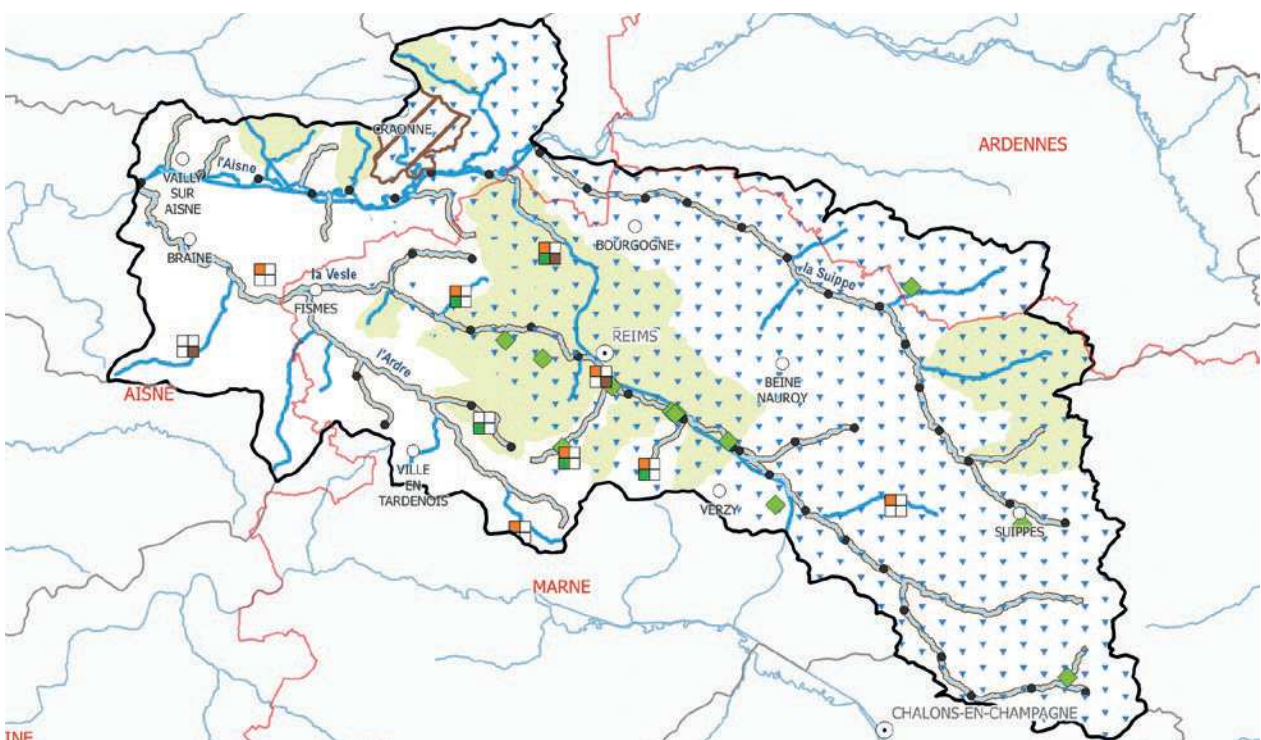 CRAONNE
ARDENNES
l'Aisne
VAILLY
SUR
AISNE
BOURGOGNE
BRAINE
la Vesle
la Suippe
FISMES
REIMS
l'Ardre
AISNE
BEINE
NAUROY
VILLE
EN
TARDENOIS
VERZY
SUIPPES
MARNE
CHALONS-EN-CHAMPAGNE
INE